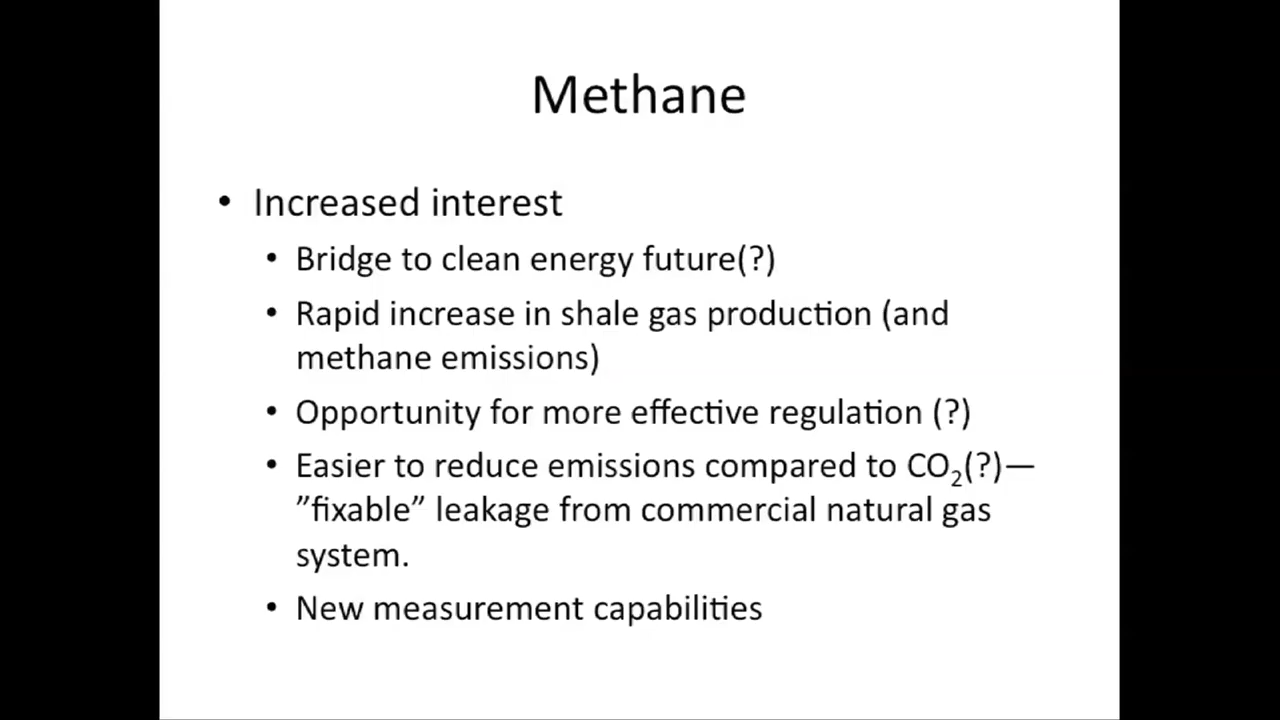 Methane
• Increased interest
• Bridge to clean energy future(?)
• Rapid increase in shale gas production (and
methane emissions)
• Opportunity for more effective regulation (?)
• Easier to reduce emissions compared to CO₂(?)—
”fixable” leakage from commercial natural gas
system.
• New measurement capabilities